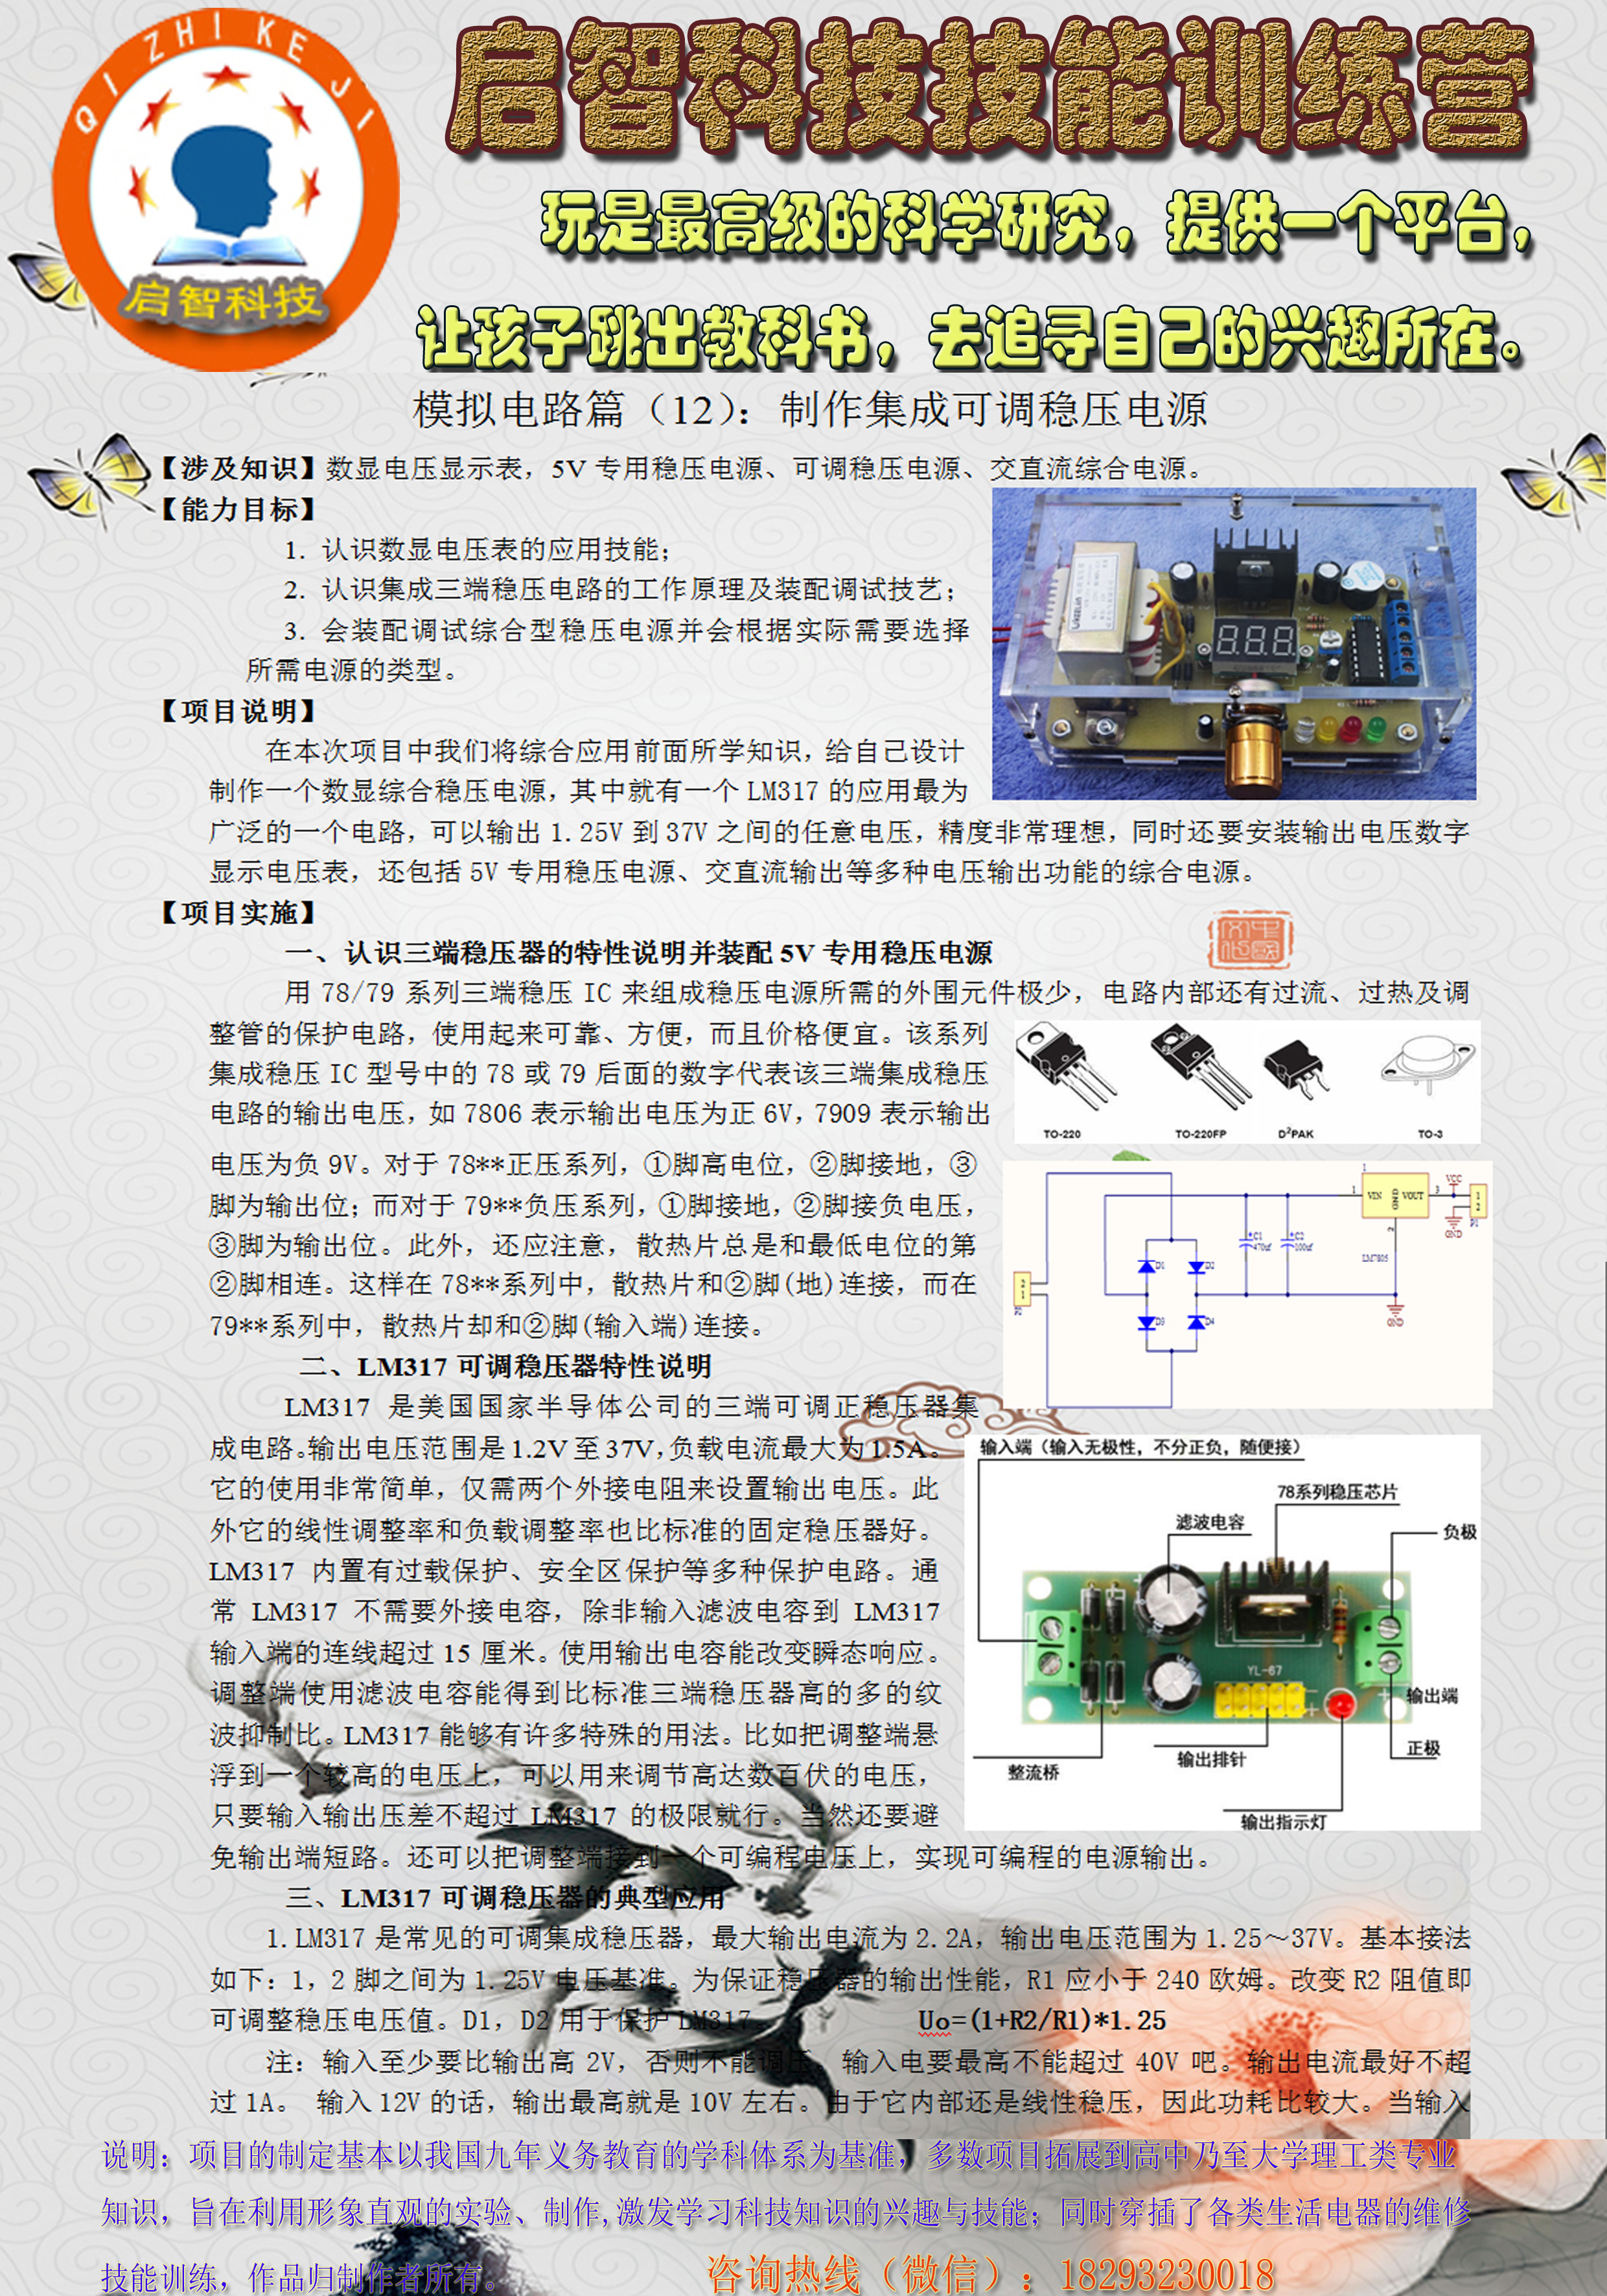 QI ZHI KE JI
启智科技
启智科技技能训练营
玩是最高级的科学研究，提供一个平台，
让孩子跳出教科书，去追寻自己的兴趣所在。
模拟电路篇（12）：制作集成可调稳压电源
【涉及知识】数显电压显示表，5V 专用稳压电源、可调稳压电源、交直流综合电源。
【能力目标】
1. 认识数显电压表的应用技能；
2. 认识集成三端稳压电路的工作原理及装配调试技艺；
3. 会装配调试综合型稳压电源并会根据实际需要选择
所需电源的类型。
【项目说明】
在本次项目中我们将综合应用前面所学知识，给自己设计
制作一个数显综合稳压电源，其中就有一个 LM317 的应用最为
广泛的一个电路，可以输出 1.25V 到 37V 之间的任意电压，精度非常理想，同时还要安装输出电压数字
显示电压表，还包括 5V 专用稳压电源、交直流输出等多种电压输出功能的综合电源。
【项目实施】
一、认识三端稳压器的特性说明并装配 5V 专用稳压电源
用 78/79 系列三端稳压 IC 来组成稳压电源所需的外围元件极少，电路内部还有过流、过热及调
整管的保护电路，使用起来可靠、方便，而且价格便宜。该系列
集成稳压 IC 型号中的 78 或 79 后面的数字代表该三端集成稳压
电路的输出电压，如 7806 表示输出电压为正 6V，7909 表示输出
电压为负 9V。对于 78**正压系列，①脚高电位，②脚接地，③
脚为输出位；而对于 79**负压系列，①脚接地，②脚接负电压，
③脚为输出位。此外，还应注意，散热片总是和最低电位的第
②脚相连。这样在 78**系列中，散热片和②脚(地)连接，而在
79**系列中，散热片却和②脚(输入端)连接。
TO-220 TO-220FP D²PAK TO-3
1
1 VIN GND VOUT 3 VCC
2
1
2
P1
GND
LM7805
GND
C1
470uf
C2
100uf
D1 D2
D3 D4
2
1
P2
二、LM317 可调稳压器特性说明
LM317 是美国国家半导体公司的三端可调正稳压器集
成电路。输出电压范围是 1.2V 至 37V，负载电流最大为 1.5A。
它的使用非常简单，仅需两个外接电阻来设置输出电压。此
外它的线性调整率和负载调整率也比标准的固定稳压器好。
LM317 内置有过载保护、安全区保护等多种保护电路。通
常 LM317 不需要外接电容，除非输入滤波电容到 LM317
输入端的连线超过 15 厘米。使用输出电容能改变瞬态响应。
调整端使用滤波电容能得到比标准三端稳压器高的多的纹
波抑制比。LM317 能够有许多特殊的用法。比如把调整端悬
浮到一个较高的电压上，可以用来调节高达数百伏的电压，
只要输入输出压差不超过 LM317 的极限就行。当然还要避
免输出端短路。还可以把调整端接到一个可编程电压上，实现可编程的电源输出。
输入端（输入无极性，不分正负，随便接）
78系列稳压芯片
滤波电容
负极
YL-67
输出端
正极
输出排针
整流桥
输出指示灯
三、LM317 可调稳压器的典型应用
1.LM317 是常见的可调集成稳压器，最大输出电流为 2.2A，输出电压范围为 1.25～37V。基本接法
如下：1，2 脚之间为 1.25V 电压基准。为保证稳压器的输出性能，R1 应小于 240 欧姆。改变 R2 阻值即
可调整稳压电压值。D1，D2 用于保护 LM317。 Uo=(1+R2/R1)*1.25
注：输入至少要比输出高 2V，否则不能调压。输入电要最高不能超过 40V 吧。输出电流最好不超
过 1A。 输入 12V 的话，输出最高就是 10V 左右。由于它内部还是线性稳压，因此功耗比较大。当输入
说明：项目的制定基本以我国九年义务教育的学科体系为基准，多数项目拓展到高中乃至大学理工类专业
知识，旨在利用形象直观的实验、制作,激发学习科技知识的兴趣与技能；同时穿插了各类生活电器的维修
技能训练，作品归制作者所有。 咨询热线（微信）：18293230018